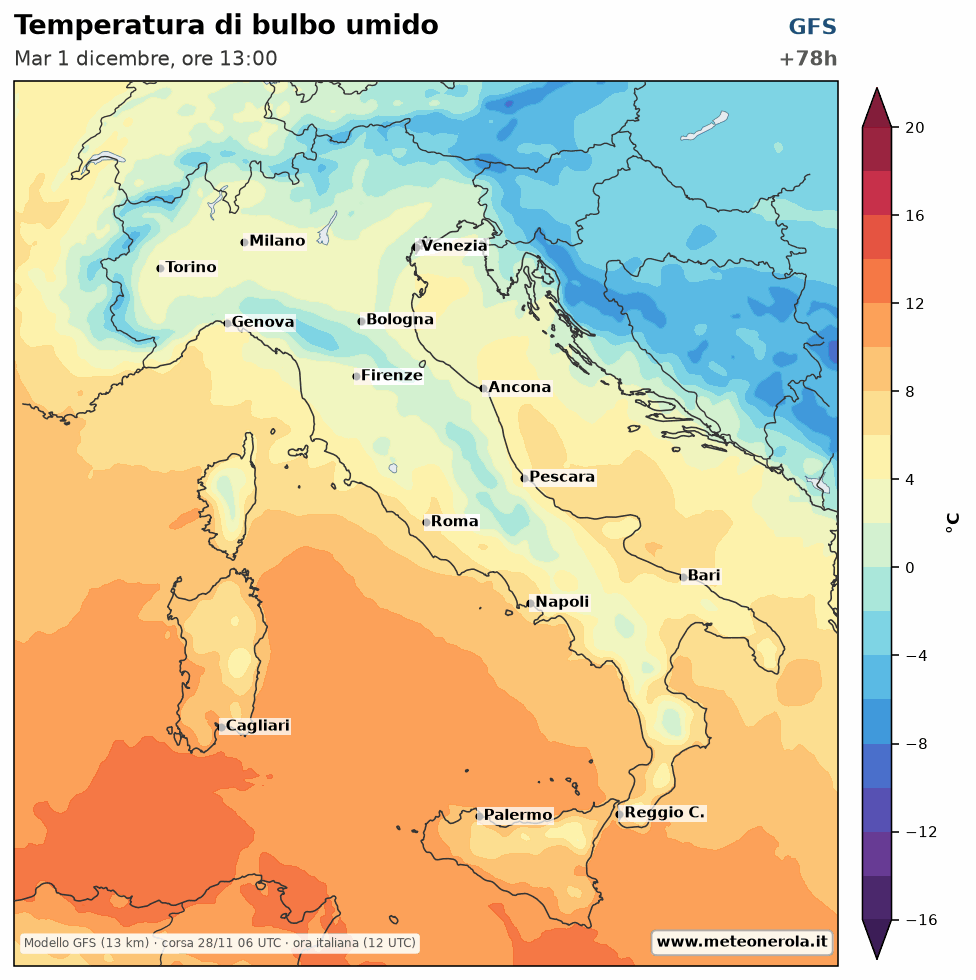 Temperatura di bulbo umido
GFS
Mar 1 dicembre, ore 13:00
+78h
Milano
Venezia
Torino
Genova
Bologna
Firenze
Ancona
Pescara
Roma
Bari
Napoli
Cagliari
Palermo
Reggio C.
20
16
12
8
4
0
−4
−8
−12
−16
°C
Modello GFS (13 km) · corsa 28/11 06 UTC · ora italiana (12 UTC)
www.meteonerola.it